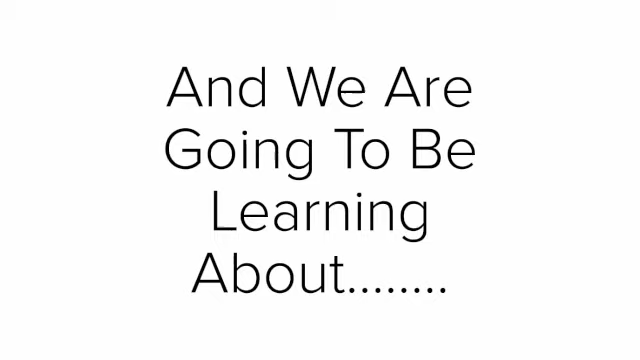 And We Are
Going To Be
Learning
About........